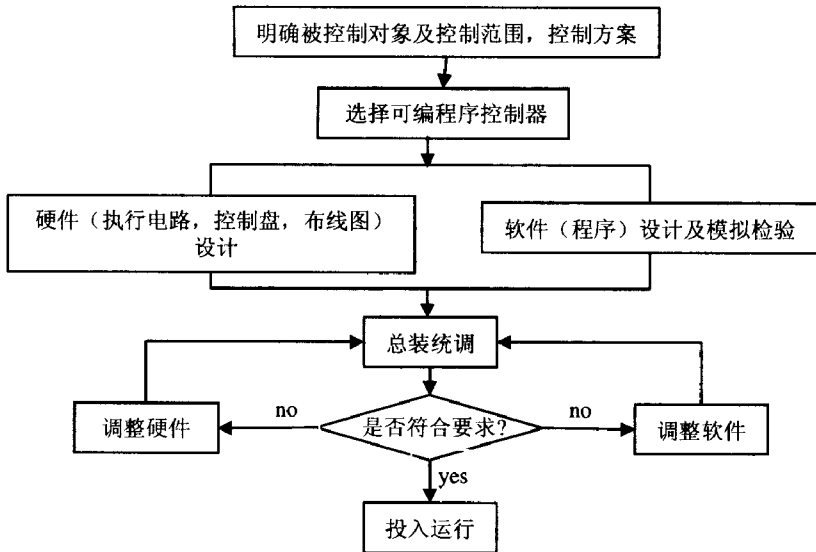 明确被控制对象及控制范围，控制方案
选择可编程序控制器
硬件（执行电路，控制盘，布线图）
设计
软件（程序）设计及模拟检验
总装统调
调整硬件
no
是否符合要求?
no
调整软件
yes
投入运行